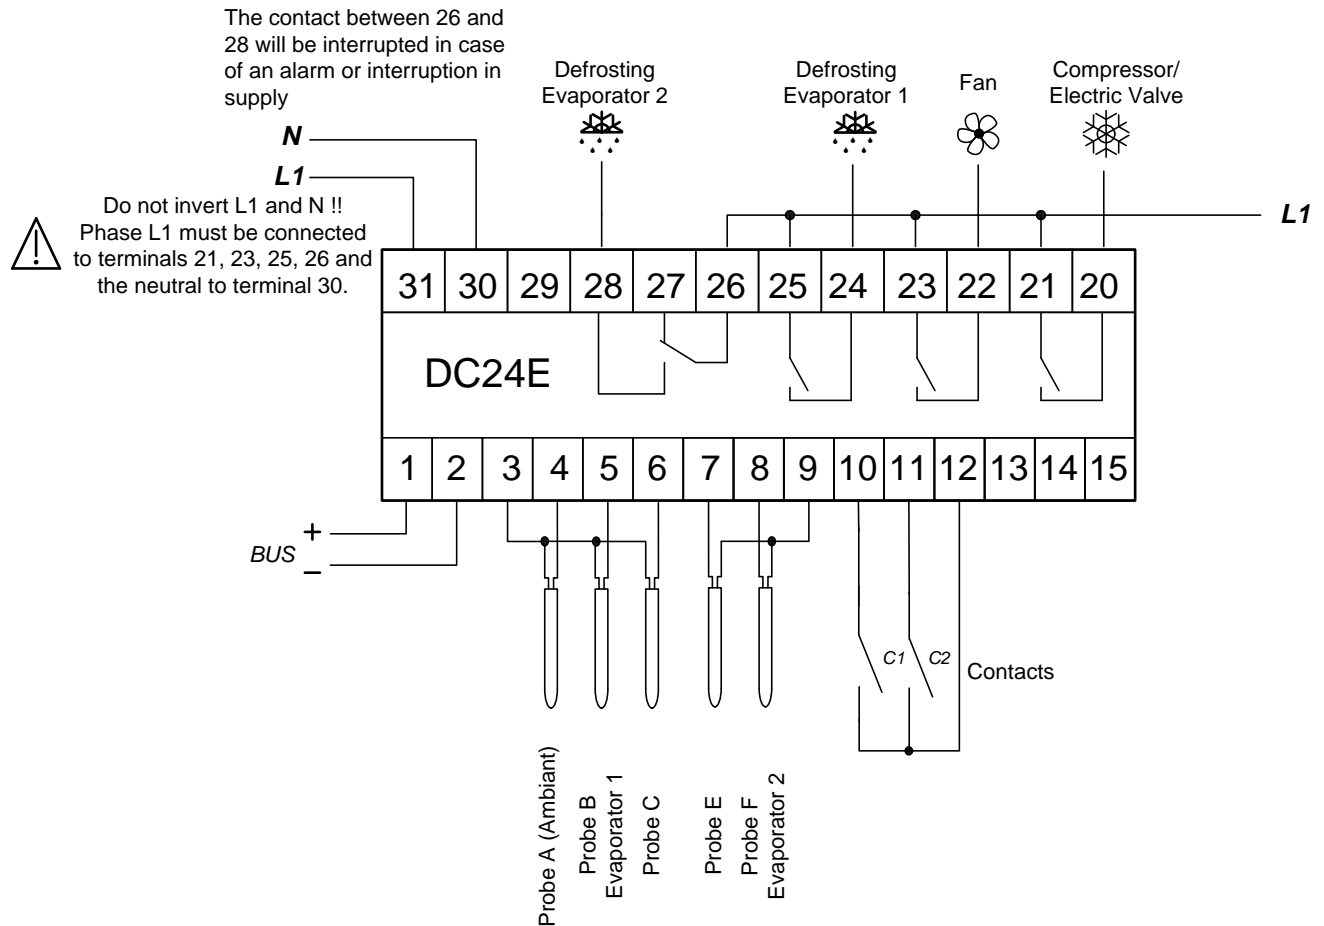 The contact between 26 and
28 will be interrupted in case
of an alarm or interruption in
supply
Defrosting
Evaporator 2
Defrosting
Evaporator 1
Fan
Compressor/
Electric Valve
N
L1
L1
Do not invert L1 and N !!
Phase L1 must be connected
to terminals 21, 23, 25, 26 and
the neutral to terminal 30.
31 30 29 28 27 26 25 24 23 22 21 20
DC24E
1 2 3 4 5 6 7 8 9 10 11 12 13 14 15
BUS + –
C1 C2
Contacts
Probe A (Ambiant)
Probe B
Evaporator 1
Probe C
Probe E
Probe F
Evaporator 2